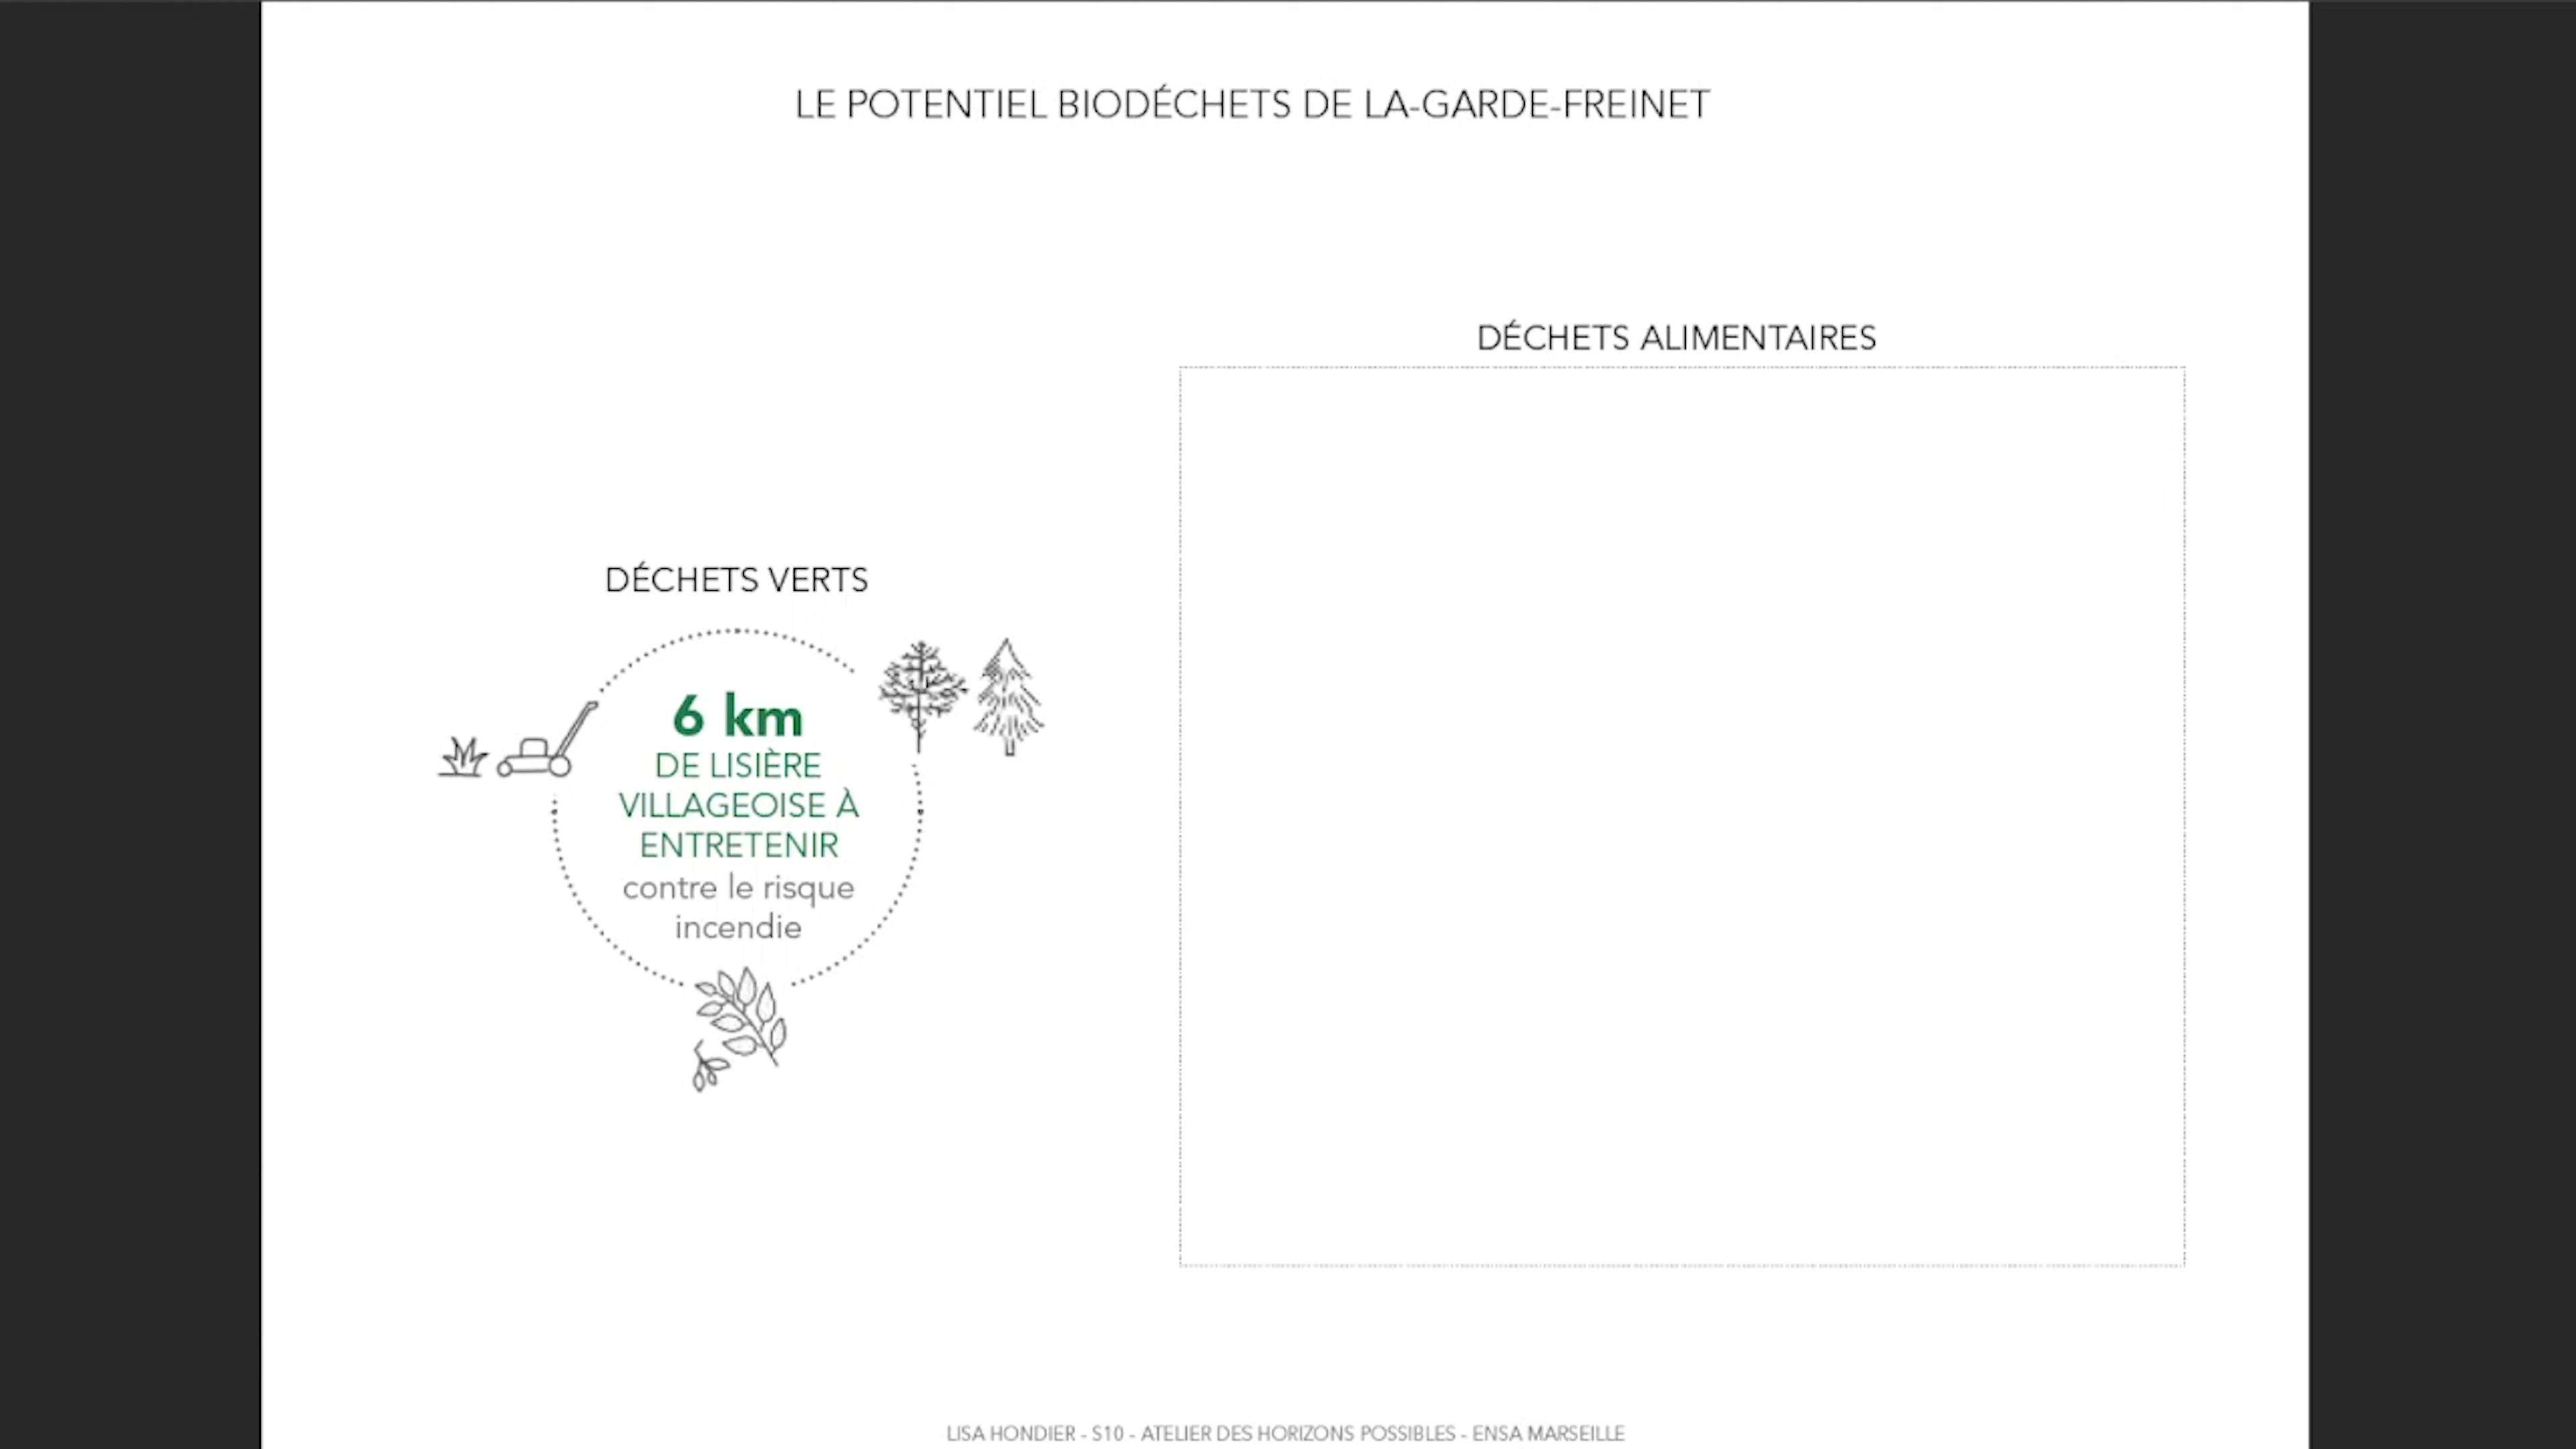 LE POTENTIEL BIODÉCHETS DE LA-GARDE-FREINET
DÉCHETS ALIMENTAIRES
DÉCHETS VERTS
6 km
DE LISIÈRE
VILLAGEOISE À
ENTRETENIR
contre le risque
incendie
LISA HONDIER - S10 - ATELIER DES HORIZONS POSSIBLES - ENSA MARSEILLE